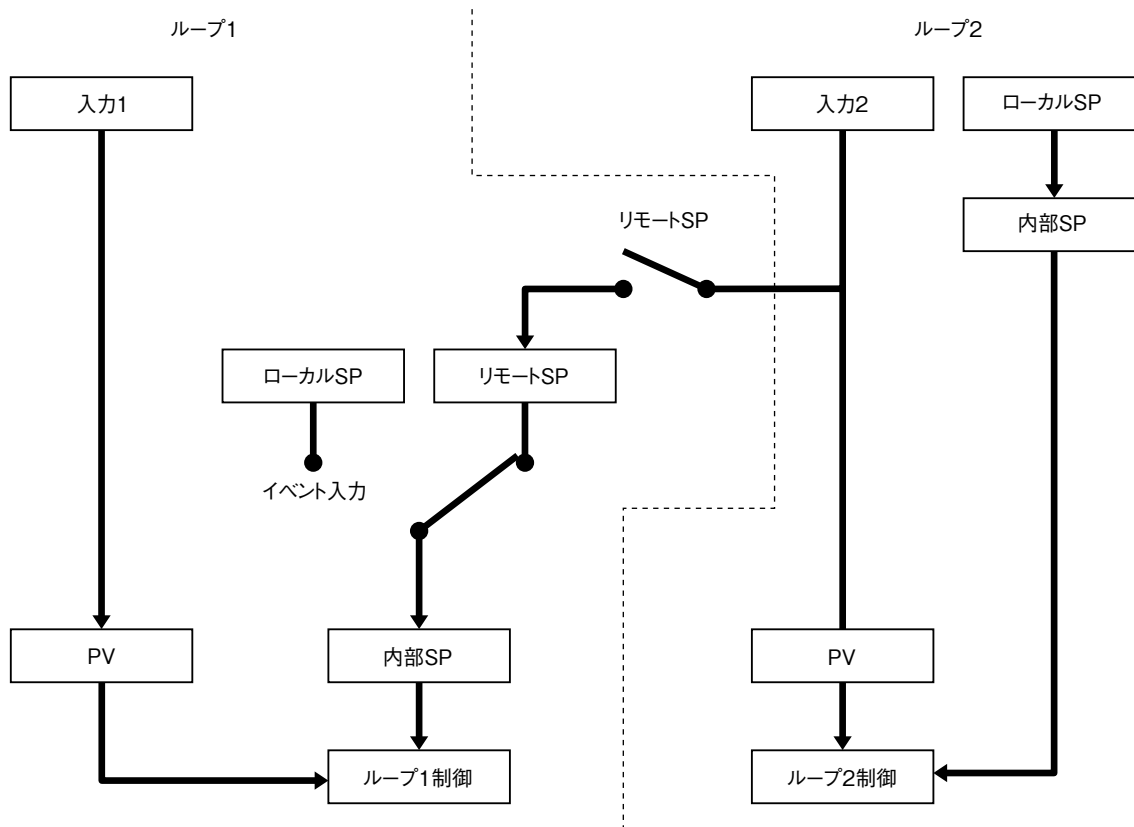 ループ1
ループ2
入力1
入力2
ローカルSP
内部SP
リモートSP
ローカルSP
リモートSP
イベント入力
PV
内部SP
PV
ループ1制御
ループ2制御